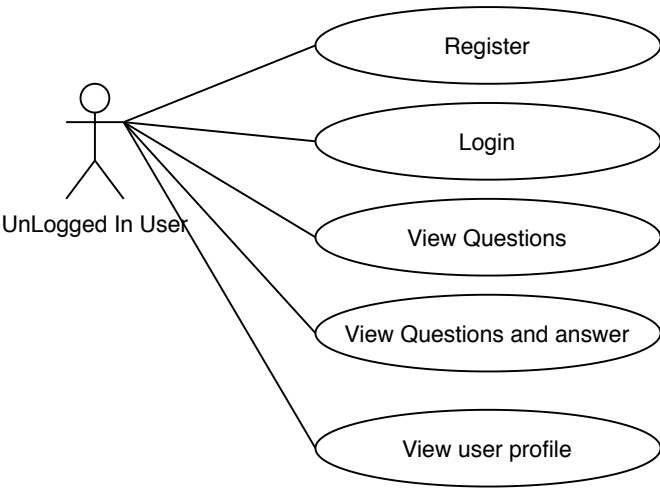 Register
Login
UnLogged In User
View Questions
View Questions and answer
View user profile